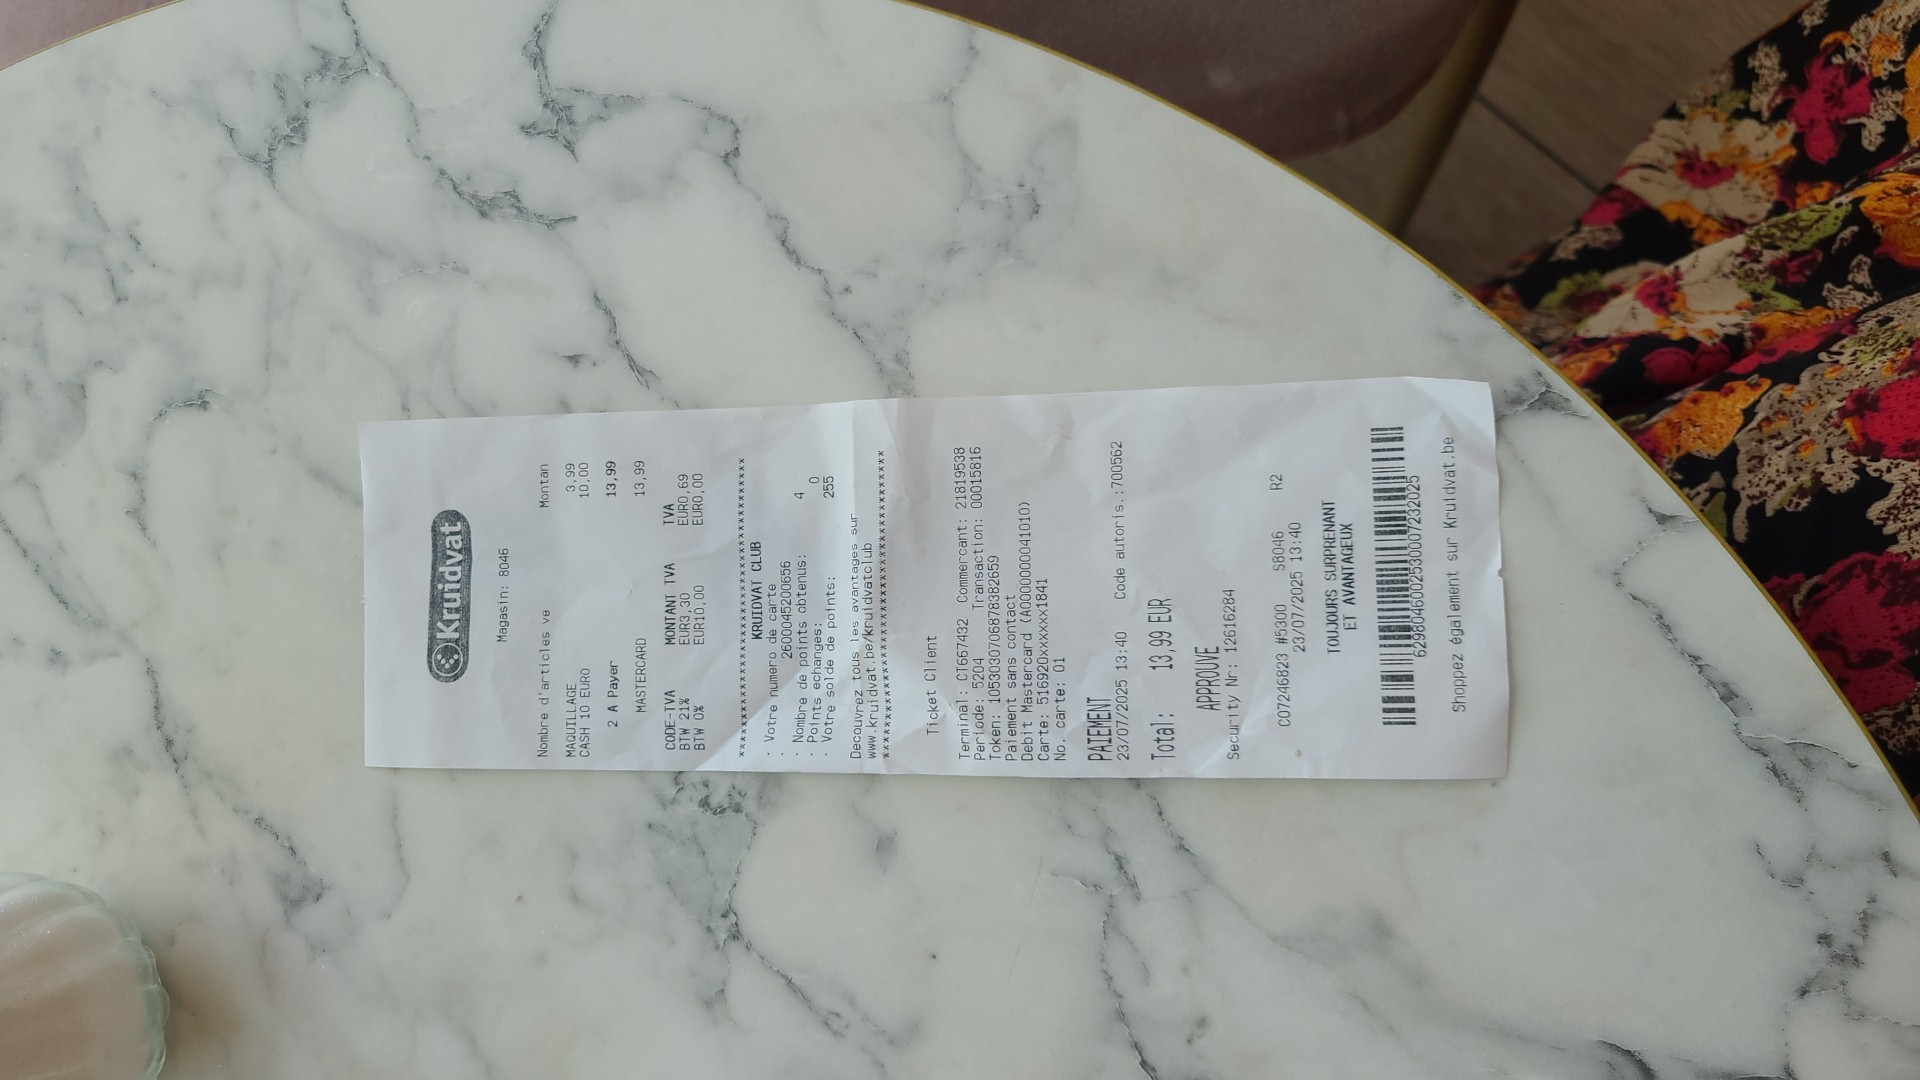 Kruidvat
Magasin: 8046
Nombre d'articles ve Montan
MAQUILLAGE 3,99
CASH 10 EURO 10,00
2 A Payer 13,99
MASTERCARD 13,99
CODE-TVA MONTANT TVA TVA
BTW 21% EUR3,30 EUR0,69
BTW 0% EUR10,00 EUR0,00
****************************************
KRUIDVAT CLUB
· Votre numero de carte
· 2600045200656
· Nombre de points obtenus: 4
· Points echanges: 0
· Votre solde de points: 255
Decouvrez tous les avantages sur
www.kruidvat.be/kruidvatclub
****************************************
Ticket Client
Terminal: CT667432 Commercant: 21819538
Periode: 5204 Transaction: 00015816
Token: 1053030706878382659
Paiement sans contact
Debit Mastercard (A0000000041010)
Carte: 516920xxxxxxx1841
No. carte: 01
PAIEMENT
23/07/2025 13:40 Code autoris.:700562
Total: 13,99 EUR
APPROUVE
Security Nr: 12616284
C07246823 #5300 S8046 R2
23/07/2025 13:40
TOUJOURS SURPRENANT
ET AVANTAGEUX
6298046002530007232025
Shoppez également sur Kruidvat.be